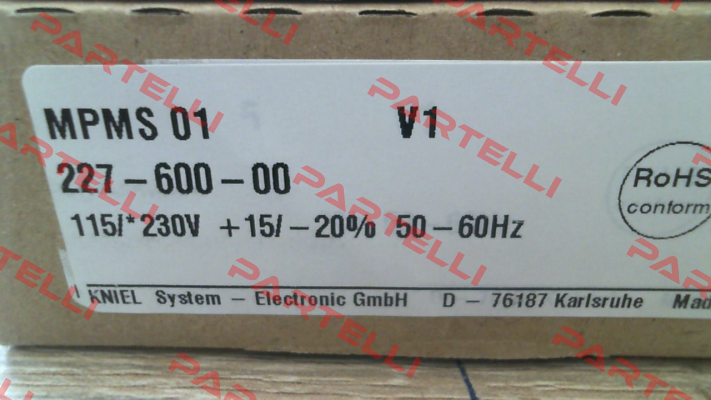 MPMS 01 V1
227-600-00
115/*230V +15/-20% 50-60Hz
RoHS
conform
KNIEL System - Electronic GmbH D - 76187 Karlsruhe Mad
PARTELLI